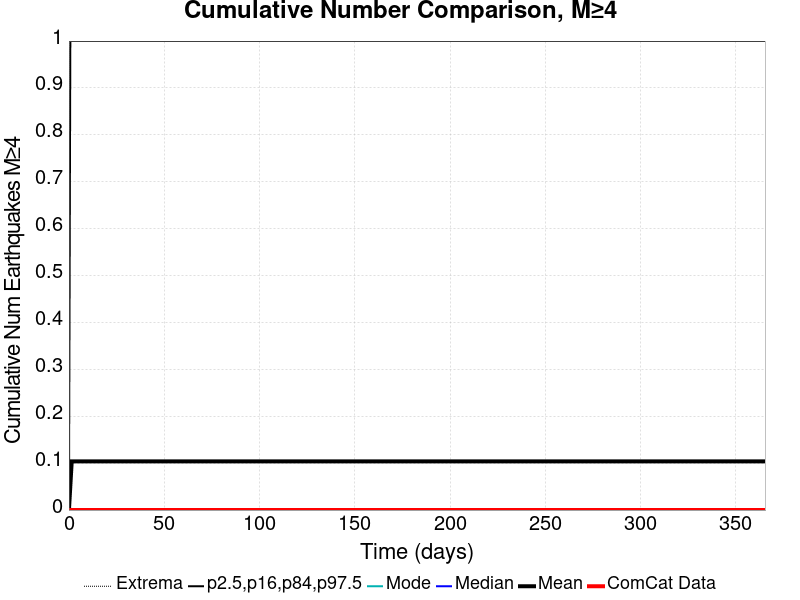 Cumulative Number Comparison, M≥4
Cumulative Num Earthquakes M≥4
1
0.9
0.8
0.7
0.6
0.5
0.4
0.3
0.2
0.1
0
0 50 100 150 200 250 300 350
Time (days)
Extrema p2.5,p16,p84,p97.5 Mode Median Mean ComCat Data